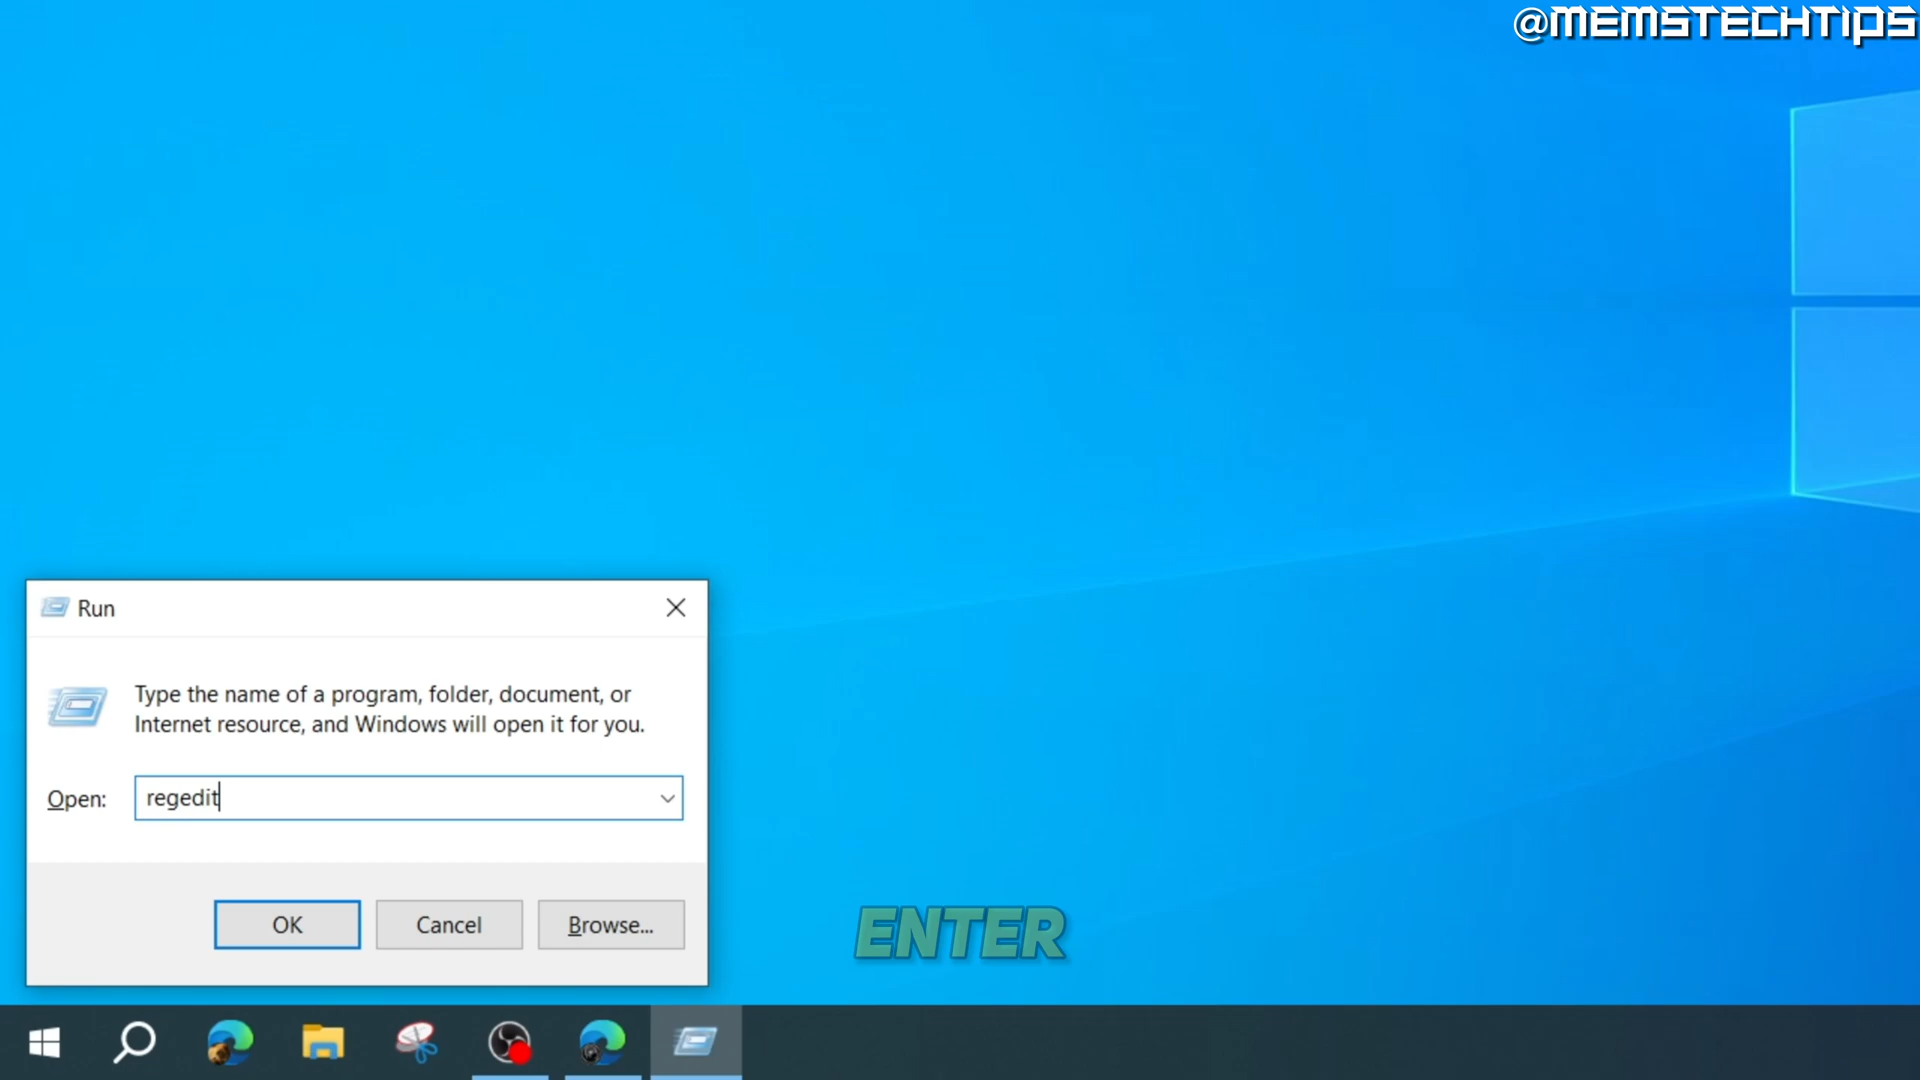 @MEMSTECHTIPS
Run
Type the name of a program, folder, document, or
Internet resource, and Windows will open it for you.
Open: regedit
OK Cancel Browse...
ENTER